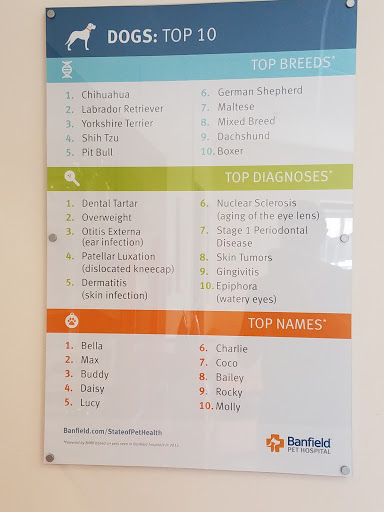 DOGS: TOP 10
TOP BREEDS*
1. Chihuahua
2. Labrador Retriever
3. Yorkshire Terrier
4. Shih Tzu
5. Pit Bull
6. German Shepherd
7. Maltese
8. Mixed Breed
9. Dachshund
10. Boxer
TOP DIAGNOSES*
1. Dental Tartar
2. Overweight
3. Otitis Externa
(ear infection)
4. Patellar Luxation
(dislocated kneecap)
5. Dermatitis
(skin infection)
6. Nuclear Sclerosis
(aging of the eye lens)
7. Stage 1 Periodontal
Disease
8. Skin Tumors
9. Gingivitis
10. Epiphora
(watery eyes)
TOP NAMES*
1. Bella
2. Max
3. Buddy
4. Daisy
5. Lucy
6. Charlie
7. Coco
8. Bailey
9. Rocky
10. Molly
Banfield.com/StateofPetHealth
Banfield
PET HOSPITAL